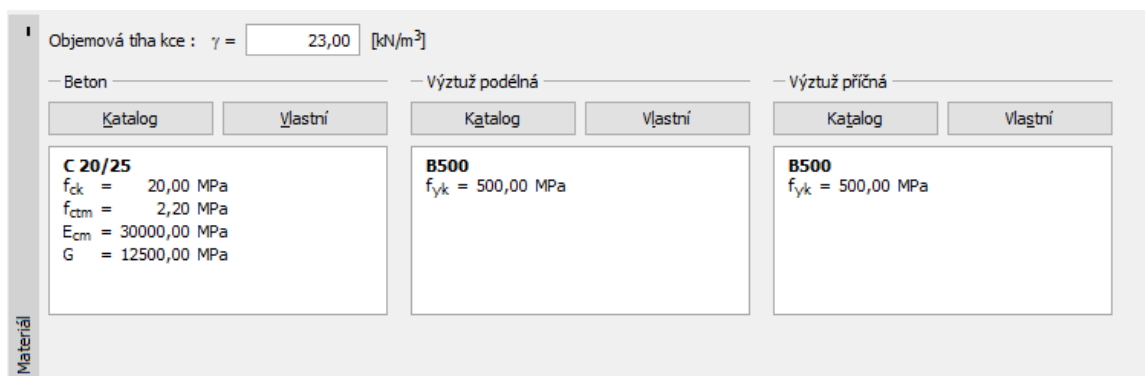 Objemová tíha kce : γ = 23,00 [kN/m³]
Beton
Katalog Vlastní
C 20/25
fck = 20,00 MPa
fctm = 2,20 MPa
Ecm = 30000,00 MPa
G = 12500,00 MPa
Výztuž podélná
Katalog Vlastní
B500
fyk = 500,00 MPa
Výztuž příčná
Katalog Vlastní
B500
fyk = 500,00 MPa
Materiál